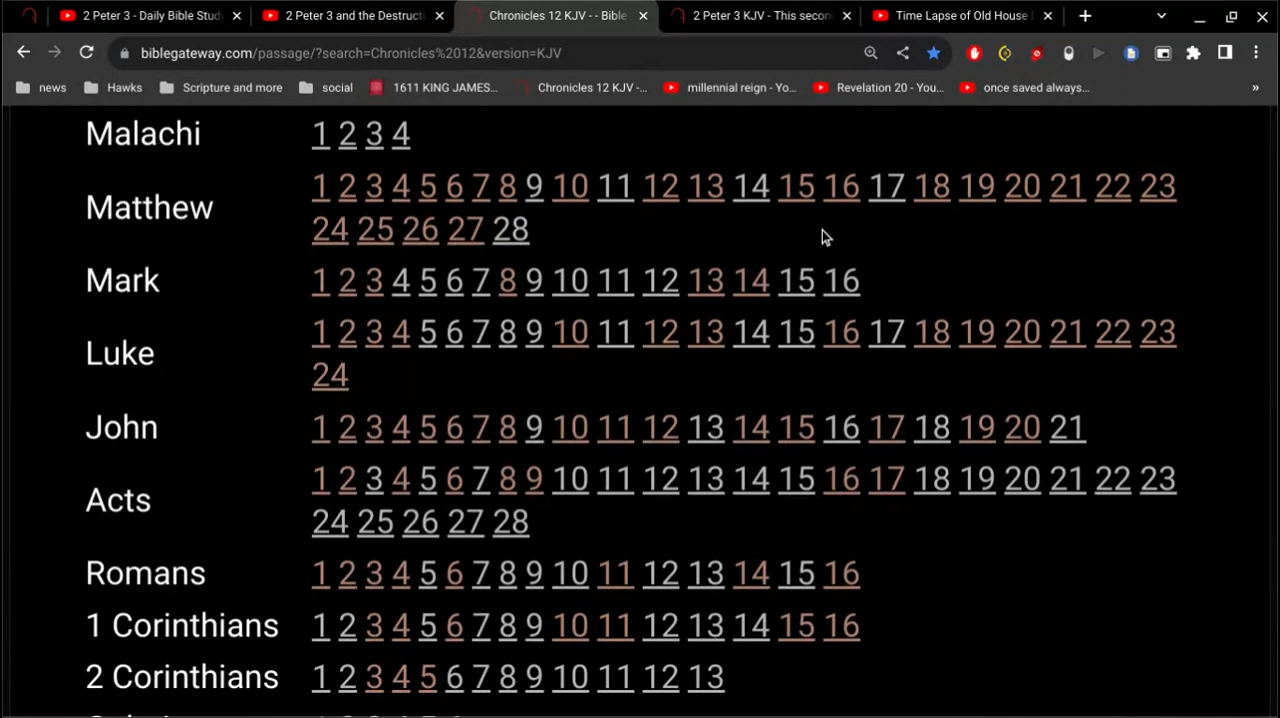 2 Peter 3 - Daily Bible Stud
2 Peter 3 and the Destructi
Chronicles 12 KJV - - Bible
2 Peter 3 KJV - This secon
Time Lapse of Old House
biblegateway.com/passage/?search=Chronicles%2012&version=KJV
news
Hawks
Scripture and more
social
1611 KING JAMES...
Chronicles 12 KJV -...
millennial reign - Yo...
Revelation 20 - You...
once saved always...
»
Malachi 1 2 3 4
Matthew 1 2 3 4 5 6 7 8 9 10 11 12 13 14 15 16 17 18 19 20 21 22 23
24 25 26 27 28
Mark 1 2 3 4 5 6 7 8 9 10 11 12 13 14 15 16
Luke 1 2 3 4 5 6 7 8 9 10 11 12 13 14 15 16 17 18 19 20 21 22 23
24
John 1 2 3 4 5 6 7 8 9 10 11 12 13 14 15 16 17 18 19 20 21
Acts 1 2 3 4 5 6 7 8 9 10 11 12 13 14 15 16 17 18 19 20 21 22 23
24 25 26 27 28
Romans 1 2 3 4 5 6 7 8 9 10 11 12 13 14 15 16
1 Corinthians 1 2 3 4 5 6 7 8 9 10 11 12 13 14 15 16
2 Corinthians 1 2 3 4 5 6 7 8 9 10 11 12 13